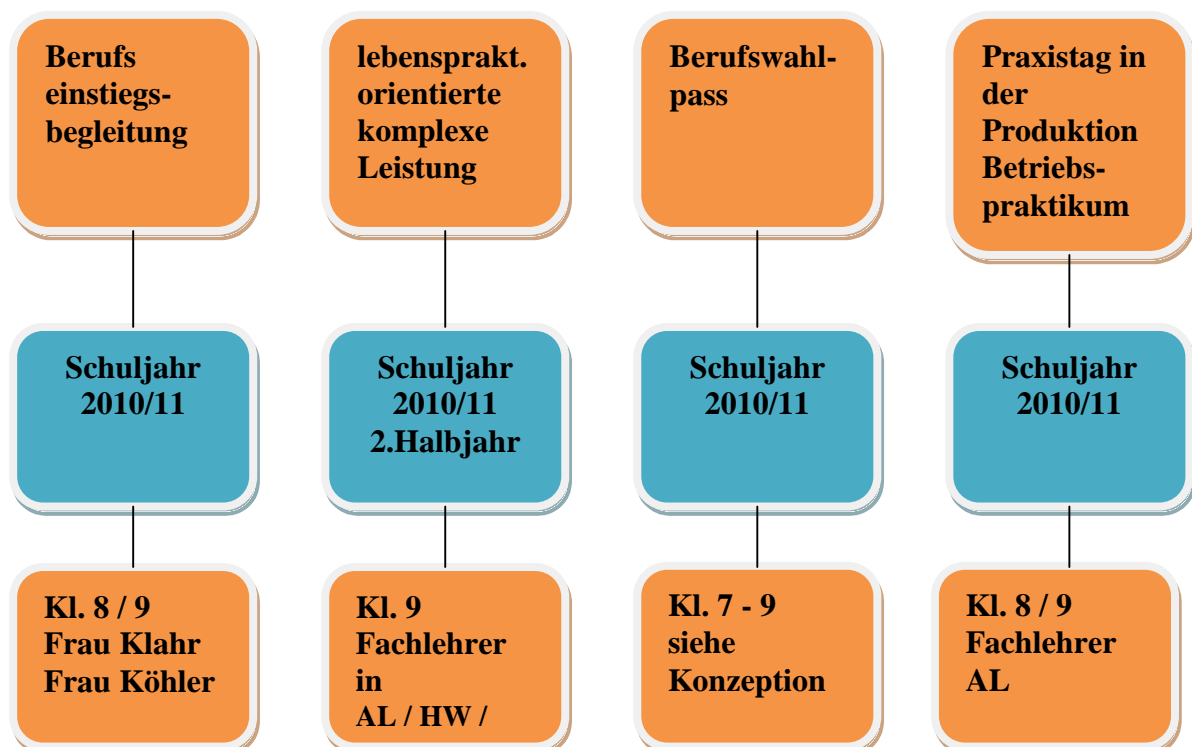 Berufs
einstiegs-
begleitung
lebensprakt.
orientierte
komplexe
Leistung
Berufswahl-
pass
Praxistag in
der
Produktion
Betriebs-
praktikum
Schuljahr
2010/11
Schuljahr
2010/11
2.Halbjahr
Schuljahr
2010/11
Schuljahr
2010/11
Kl. 8 / 9
Frau Klahr
Frau Köhler
Kl. 9
Fachlehrer
in
AL / HW /
Kl. 7 - 9
siehe
Konzeption
Kl. 8 / 9
Fachlehrer
AL